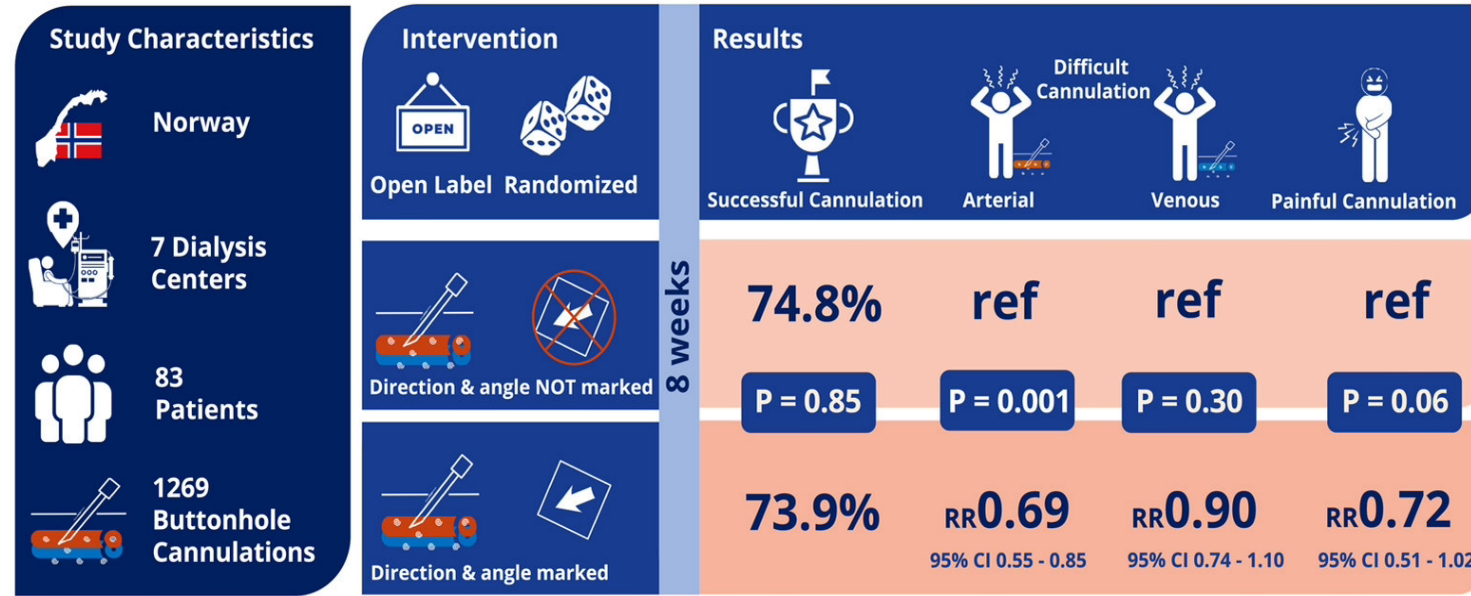 Study Characteristics
Norway
7 Dialysis
Centers
83
Patients
1269
Buttonhole
Cannulations
Intervention
OPEN
Open Label Randomized
Direction & angle NOT marked
Direction & angle marked
8 weeks
Results
Difficult
Cannulation
Successful Cannulation Arterial Venous Painful Cannulation
74.8% ref ref ref
P = 0.85 P = 0.001 P = 0.30 P = 0.06
73.9% RR0.69 RR0.90 RR0.72
95% CI 0.55 - 0.85 95% CI 0.74 - 1.10 95% CI 0.51 - 1.02